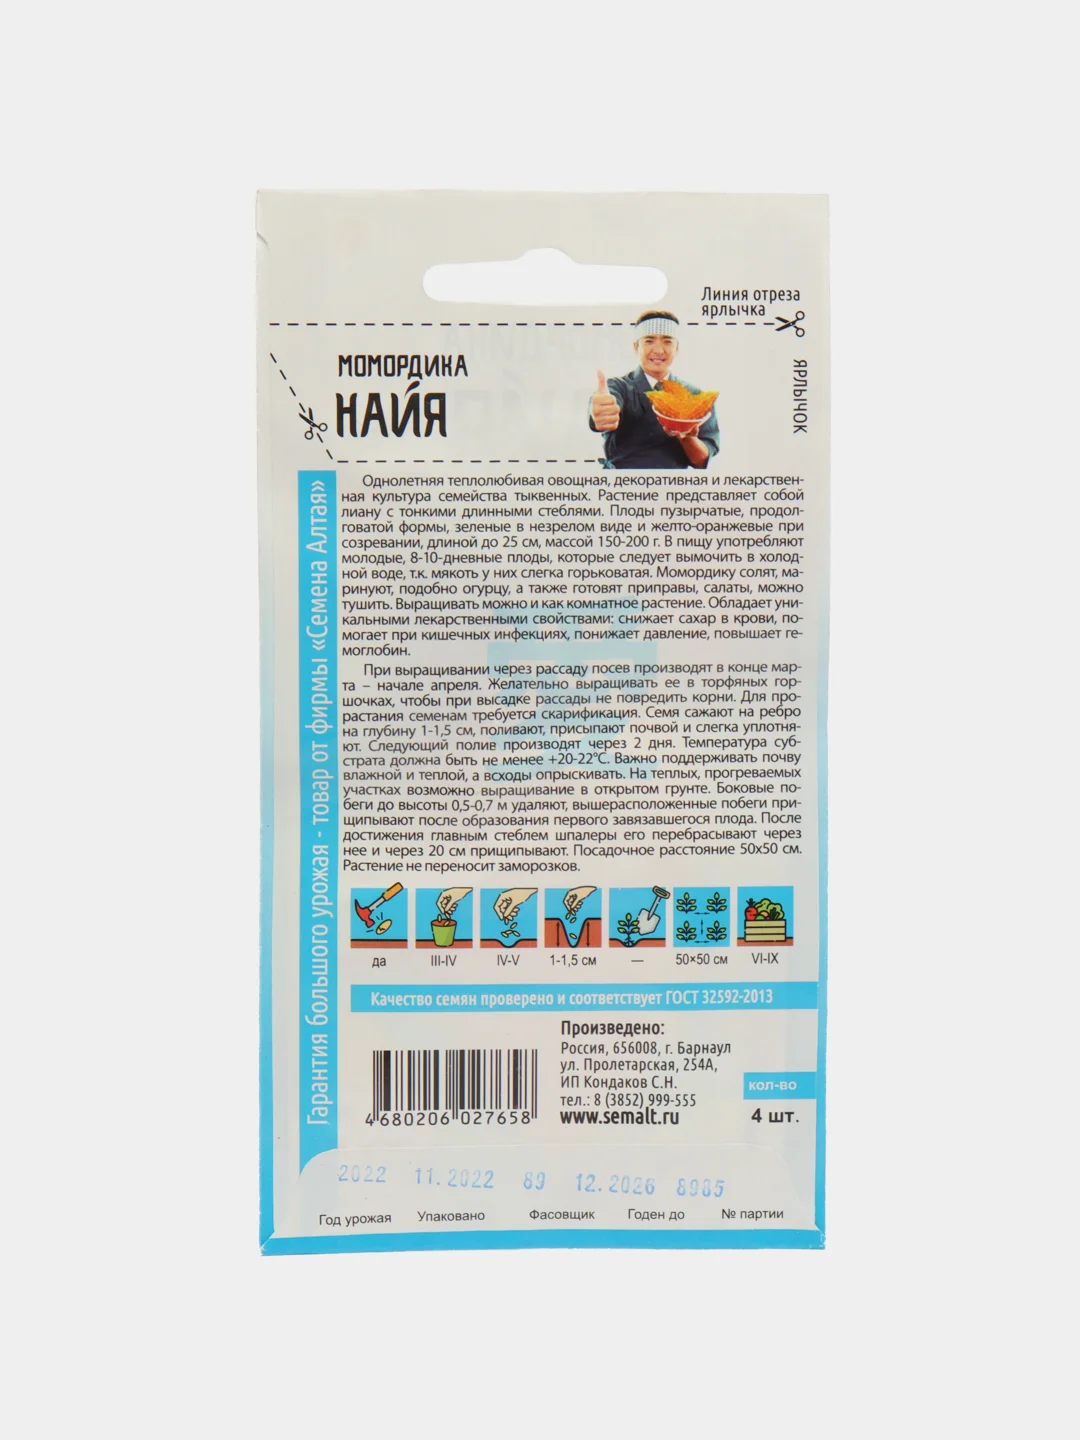 Линия отреза
ярлычка
ЯРЛЫЧОК
МОМОРДИКА
НАЙЯ
Гарантия большого урожая - товар от фирмы «Семена Алтая»
Однолетняя теплолюбивая овощная, декоративная и лекарствен-
ная культура семейства тыквенных. Растение представляет собой
лиану с тонкими длинными стеблями. Плоды пузырчатые, продол-
говатой формы, зеленые в незрелом виде и желто-оранжевые при
созревании, длиной до 25 см, массой 150-200 г. В пищу употребляют
молодые, 8-10-дневные плоды, которые следует вымочить в холод-
ной воде, т.к. мякоть у них слегка горьковатая. Момордику солят, ма-
ринуют, подобно огурцу, а также готовят приправы, салаты, можно
тушить. Выращивать можно и как комнатное растение. Обладает уни-
кальными лекарственными свойствами: снижает сахар в крови, по-
могает при кишечных инфекциях, понижает давление, повышает ге-
моглобин.
При выращивании через рассаду посев производят в конце мар-
та – начале апреля. Желательно выращивать ее в торфяных гор-
шочках, чтобы при высадке рассады не повредить корни. Для про-
растания семенам требуется скарификация. Семя сажают на ребро
на глубину 1-1,5 см, поливают, присыпают почвой и слегка уплотня-
ют. Следующий полив производят через 2 дня. Температура суб-
страта должна быть не менее +20-22°С. Важно поддерживать почву
влажной и теплой, а всходы опрыскивать. На теплых, прогреваемых
участках возможно выращивание в открытом грунте. Боковые по-
беги до высоты 0,5-0,7 м удаляют, вышерасположенные побеги при-
щипывают после образования первого завязавшегося плода. После
достижения главным стеблем шпалеры его перебрасывают через
нее и через 20 см прищипывают. Посадочное расстояние 50х50 см.
Растение не переносит заморозков.
да III-IV IV-V 1-1,5 см — 50×50 см VI-IX
Качество семян проверено и соответствует ГОСТ 32592-2013
Произведено:
Россия, 656008, г. Барнаул
ул. Пролетарская, 254А,
ИП Кондаков С.Н.
тел.: 8 (3852) 999-555
www.semalt.ru
кол-во
4 шт.
4 680206 027658
2022 11.2022 89 12.2026 8985
Год урожая Упаковано Фасовщик Годен до № партии